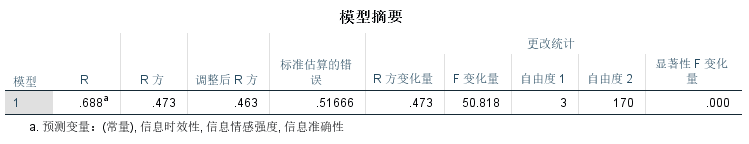 模型摘要
更改统计
模型 R R 方 调整后 R 方 标准估算的错误 R 方变化量 F 变化量 自由度 1 自由度 2 显著性 F 变化量
1 .688a .473 .463 .51666 .473 50.818 3 170 .000
a. 预测变量：(常量), 信息时效性, 信息情感强度, 信息准确性